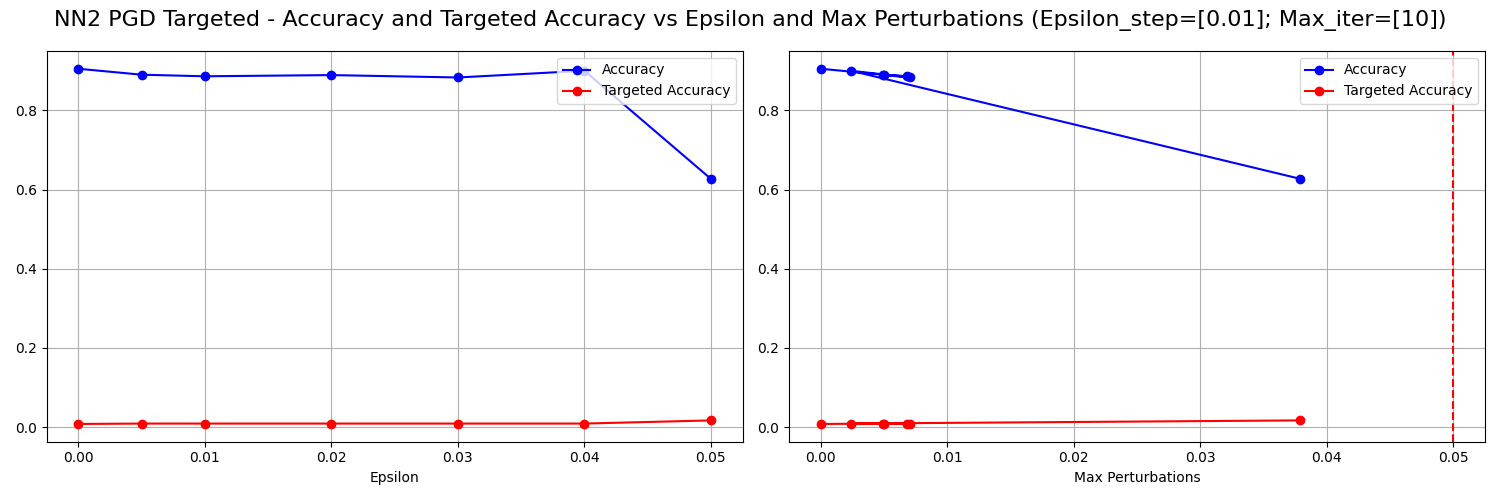 NN2 PGD Targeted - Accuracy and Targeted Accuracy vs Epsilon and Max Perturbations (Epsilon_step=[0.01]; Max_iter=[10])
Accuracy
Targeted Accuracy
0.8
0.6
0.4
0.2
0.0
0.00 0.01 0.02 0.03 0.04 0.05
Epsilon
Accuracy
Targeted Accuracy
0.8
0.6
0.4
0.2
0.0
0.00 0.01 0.02 0.03 0.04 0.05
Max Perturbations